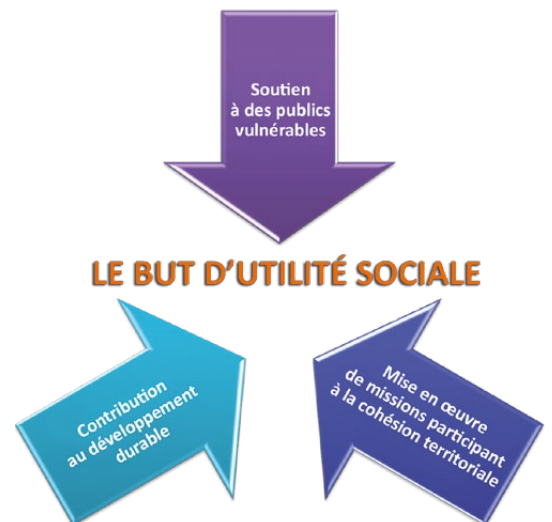 Soutien
à des publics
vulnérables
LE BUT D'UTILITÉ SOCIALE
Contribution
au développement
durable
Mise en œuvre
de missions participant
à la cohésion territoriale